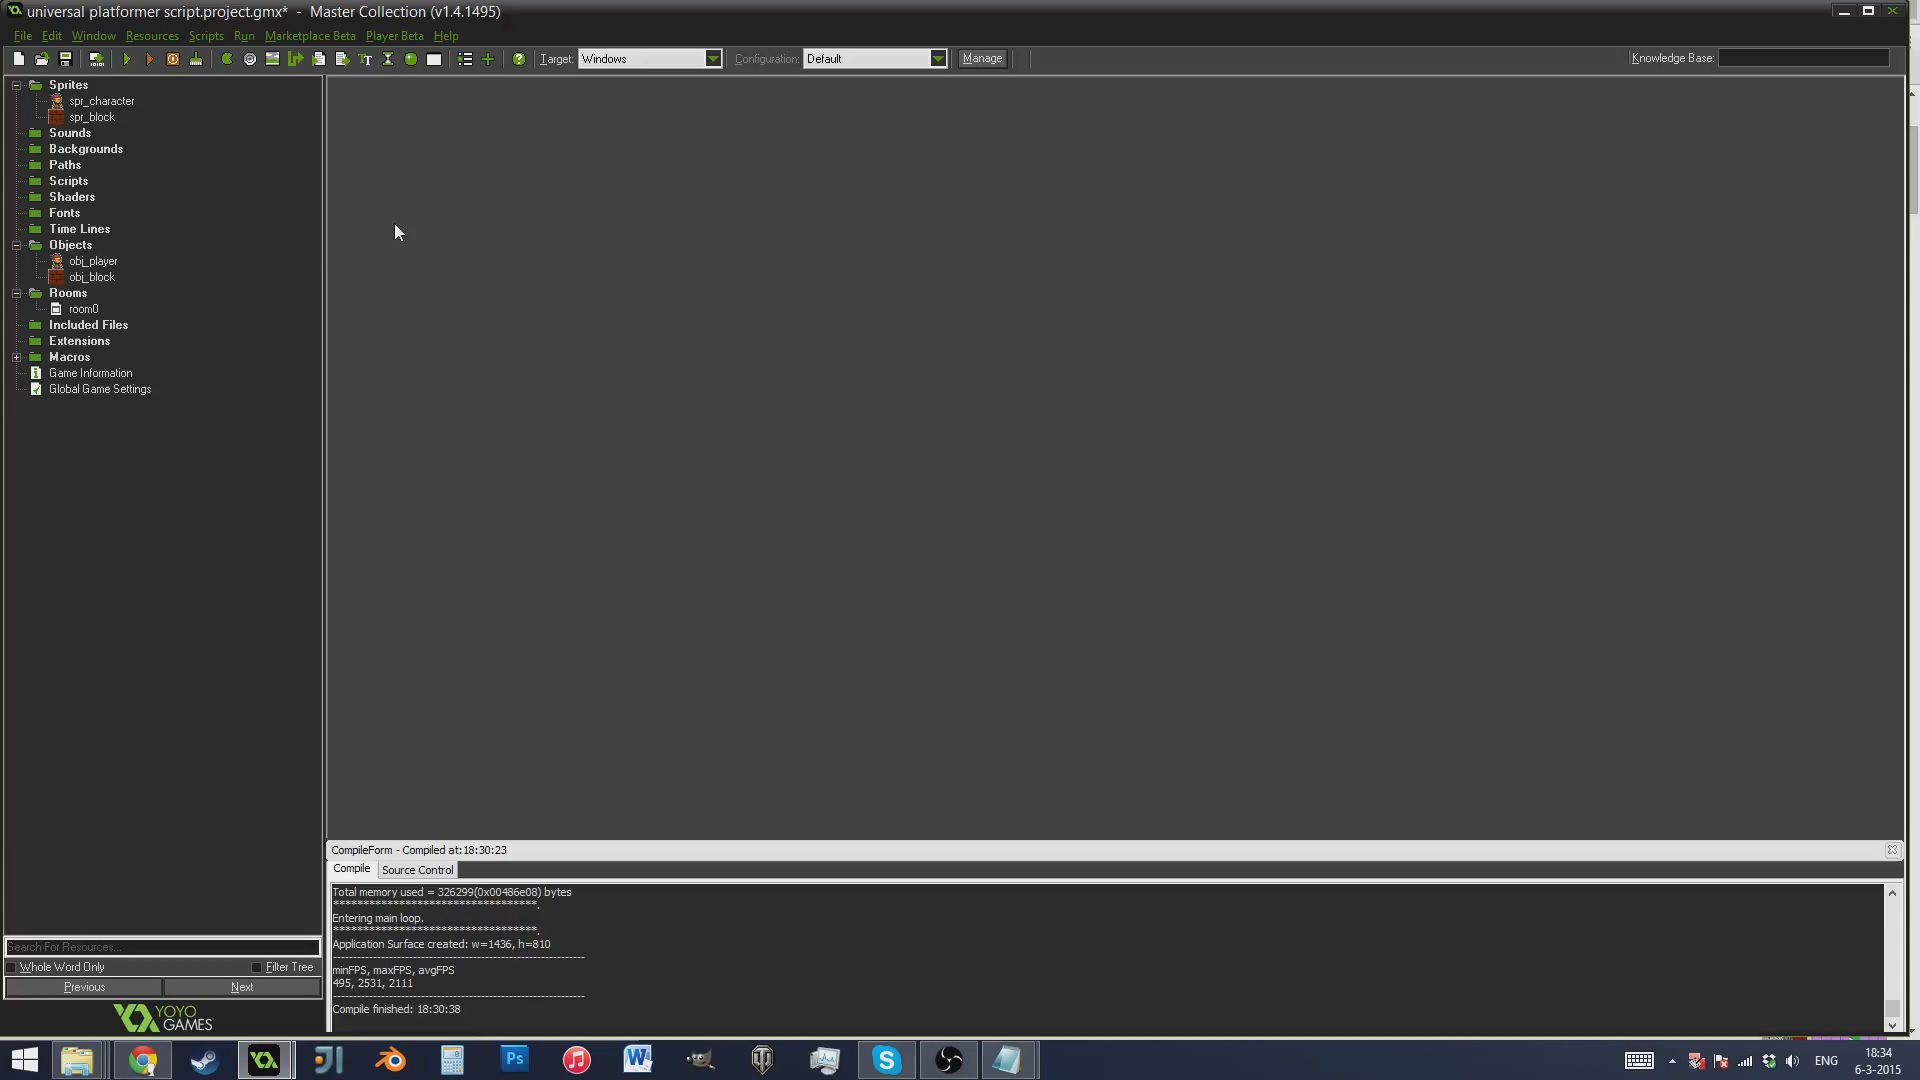 universal platformer script.project.gmx* - Master Collection (v1.4.1495)
File Edit Window Resources Scripts Run Marketplace Beta Player Beta Help
Target: Windows Configuration: Default Manage Knowledge Base:
Sprites
spr_character
spr_block
Sounds
Backgrounds
Paths
Scripts
Shaders
Fonts
Time Lines
Objects
obj_player
obj_block
Rooms
room0
Included Files
Extensions
Macros
Game Information
Global Game Settings
CompileForm - Compiled at:18:30:23
Compile Source Control
Total memory used = 326299(0x00486e08) bytes
***********************************.
Entering main loop.
***********************************.
Application Surface created: w=1436, h=810
minFPS, maxFPS, avgFPS
495, 2531, 2111
Compile finished: 18:30:38
Search For Resources...
Whole Word Only Filter Tree
Previous Next
YOYO
GAMES
Ps
W
S
ENG
18:34
6-3-2015